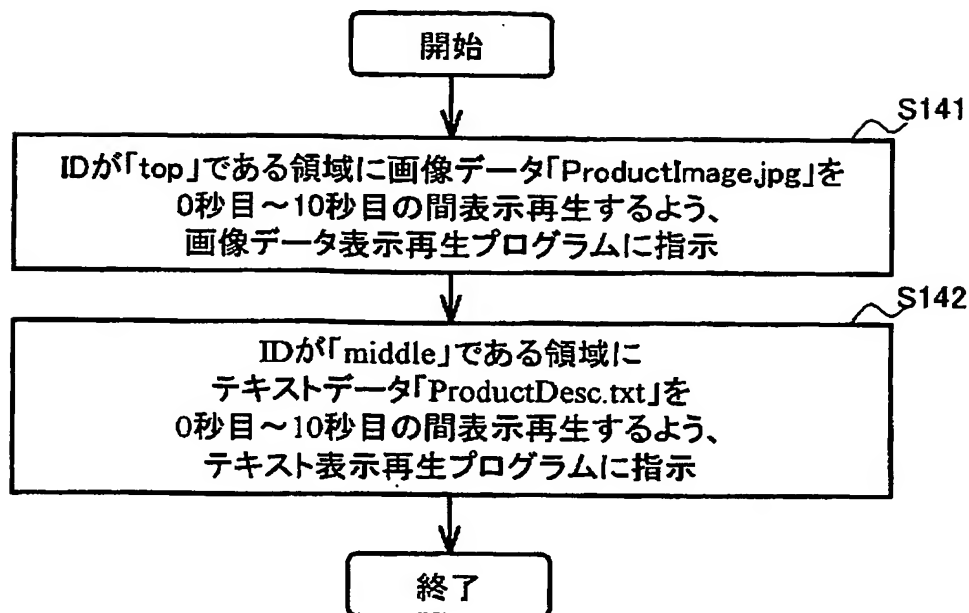 開始
S141
IDが「top」である領域に画像データ「ProductImage.jpg」を
0秒目～10秒目の間表示再生するよう、
画像データ表示再生プログラムに指示
S142
IDが「middle」である領域に
テキストデータ「ProductDesc.txt」を
0秒目～10秒目の間表示再生するよう、
テキスト表示再生プログラムに指示
終了